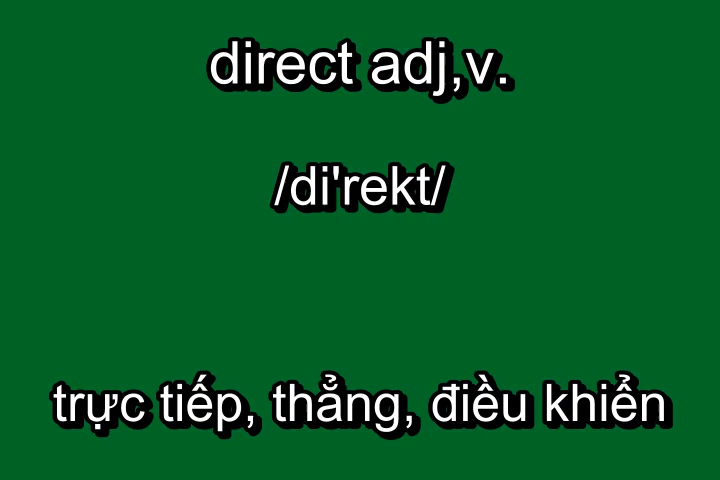 direct adj,v.
/di'rekt/
trực tiếp, thẳng, điều khiển